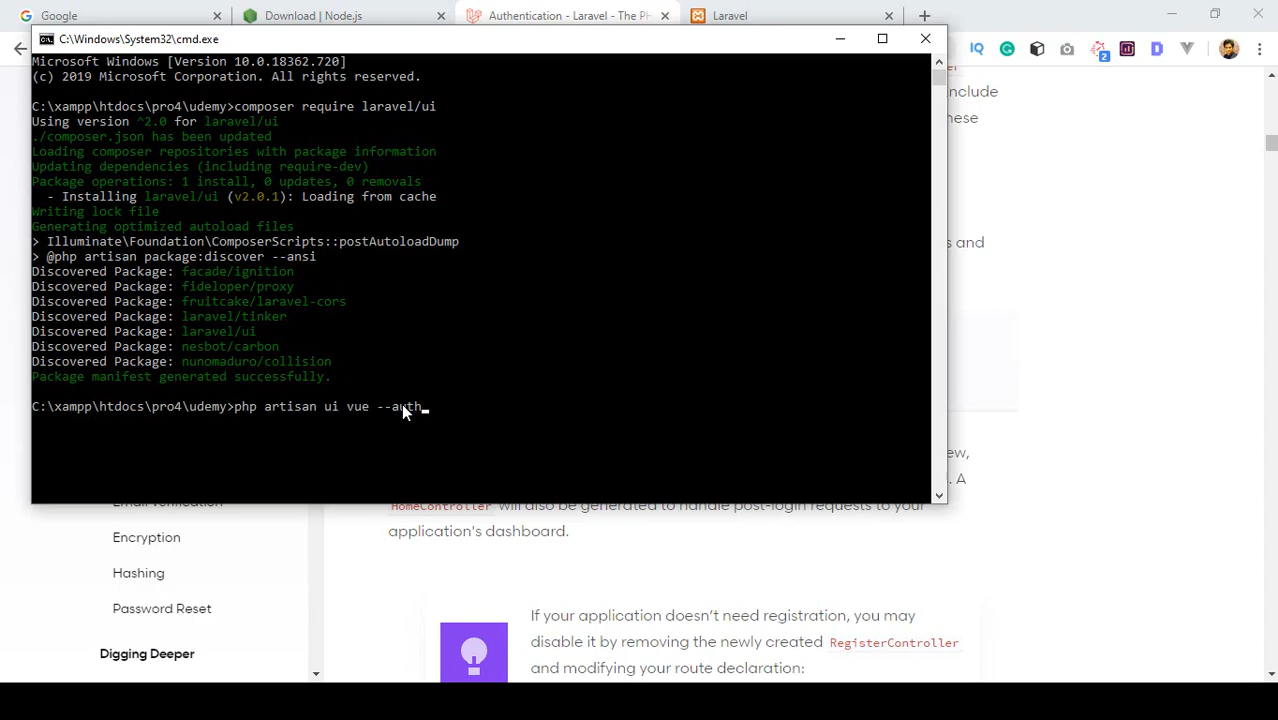 Google
Download | Node.js
Authentication - Laravel - The PH
Laravel
C:\Windows\System32\cmd.exe
Microsoft Windows [Version 10.0.18362.720]
(c) 2019 Microsoft Corporation. All rights reserved.
C:\xampp\htdocs\pro4\udemy>composer require laravel/ui
Using version ^2.0 for laravel/ui
./composer.json has been updated
Loading composer repositories with package information
Updating dependencies (including require-dev)
Package operations: 1 install, 0 updates, 0 removals
- Installing laravel/ui (v2.0.1): Loading from cache
Writing lock file
Generating optimized autoload files
> Illuminate\Foundation\ComposerScripts::postAutoloadDump
> @php artisan package:discover --ansi
Discovered Package: facade/ignition
Discovered Package: fideloper/proxy
Discovered Package: fruitcake/laravel-cors
Discovered Package: laravel/tinker
Discovered Package: laravel/ui
Discovered Package: nesbot/carbon
Discovered Package: nunomaduro/collision
Package manifest generated successfully.
C:\xampp\htdocs\pro4\udemy>php artisan ui vue --auth
IQ
2
D
include
hese
s and
ew,
. A
HomeController will also be generated to handle post-login requests to your
application's dashboard.
Encryption
Hashing
Password Reset
Digging Deeper
If your application doesn't need registration, you may
disable it by removing the newly created RegisterController
and modifying your route declaration: